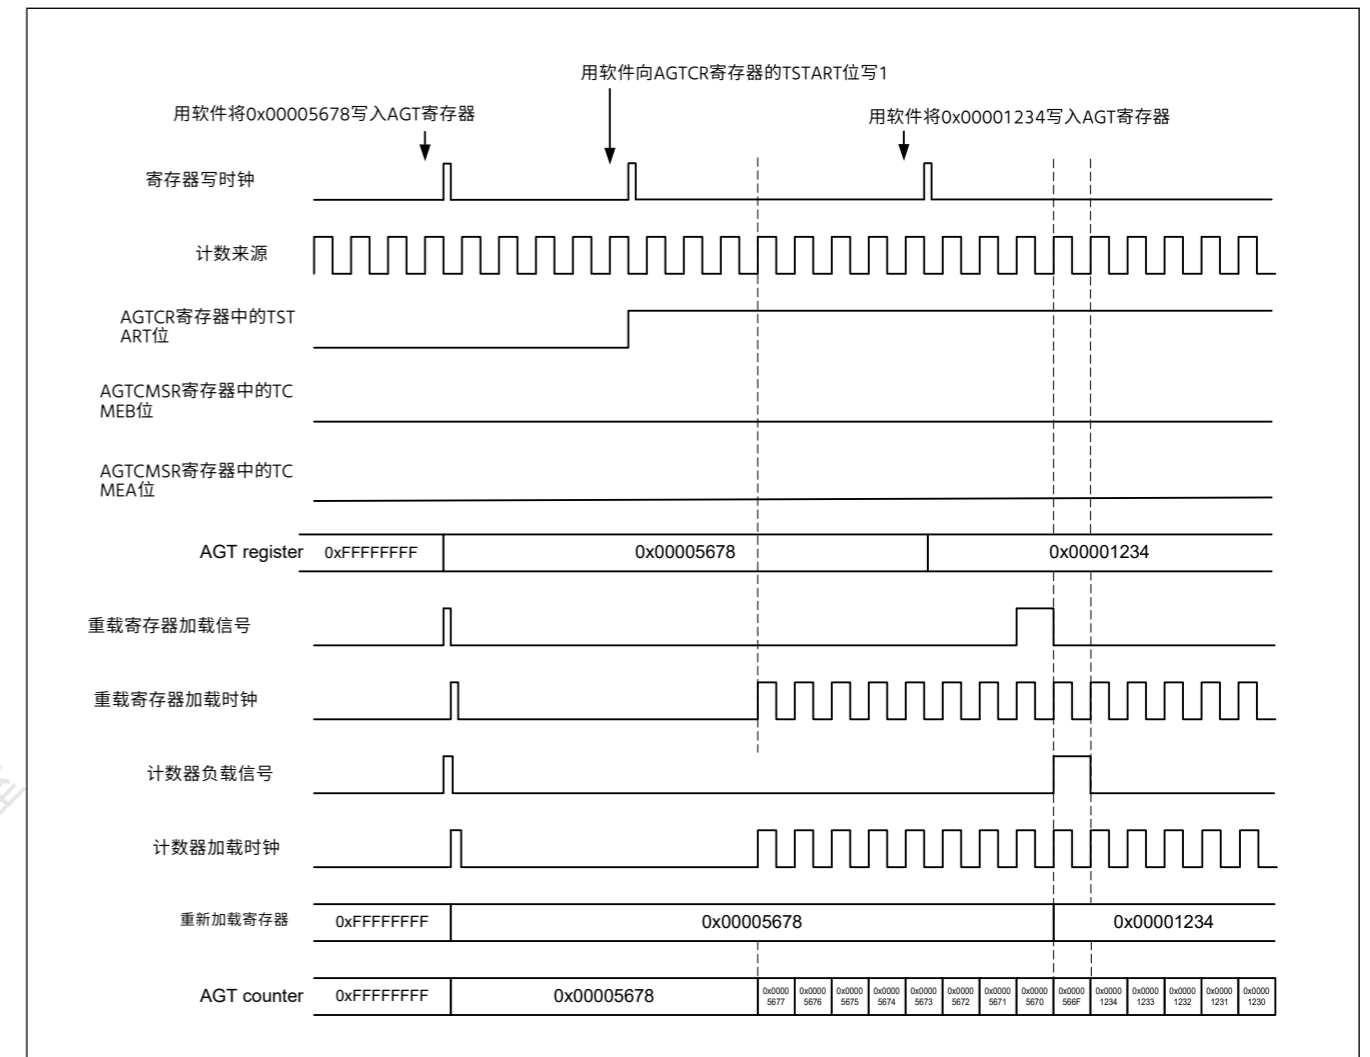 用软件向AGTCR寄存器的TSTART位写1
用软件将0x00005678写入AGT寄存器
用软件将0x00001234写入AGT寄存器
寄存器写时钟
计数来源
AGTCR寄存器中的TST
ART位
AGTCMSR寄存器中的TC
MEB位
AGTCMSR寄存器中的TC
MEA位
AGT register 0xFFFFFFFF 0x00005678 0x00001234
重载寄存器加载信号
重载寄存器加载时钟
计数器负载信号
计数器加载时钟
重新加载寄存器 0xFFFFFFFF 0x00005678 0x00001234
AGT counter 0xFFFFFFFF 0x00005678
0x0000 0x0000 0x0000 0x0000 0x0000 0x0000 0x0000 0x0000 0x0000 0x0000 0x0000 0x0000 0x0000 0x0000
5677 5676 5675 5674 5673 5672 5671 5670 566F 1234 1233 1232 1231 1230